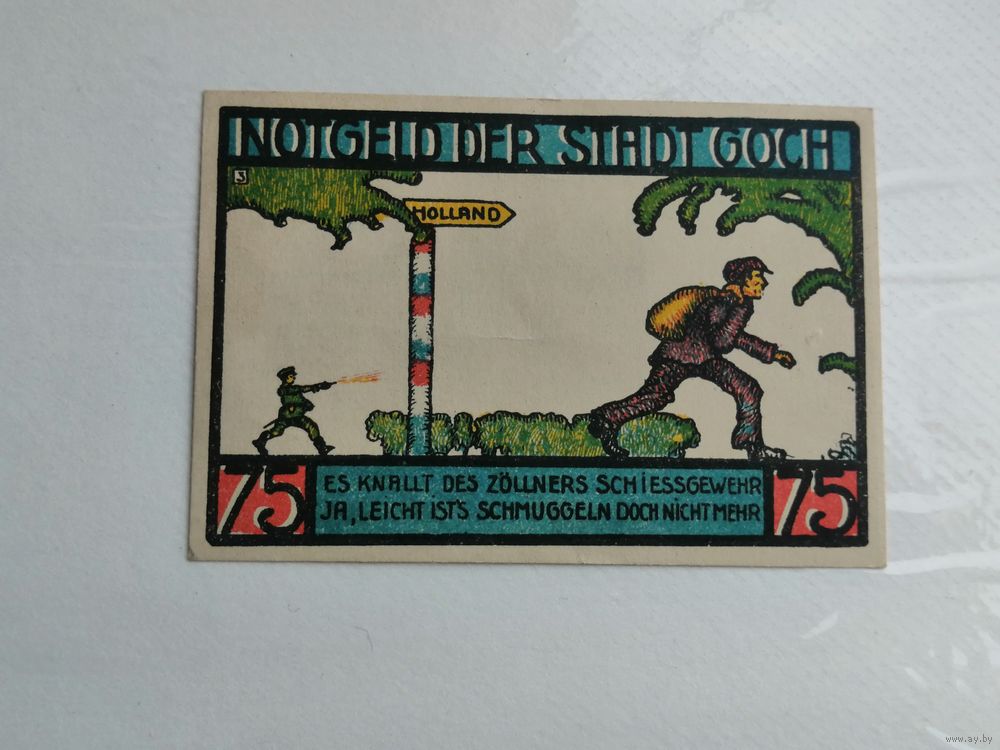 NOTGELD DER STADT GOCH
3
HOLLAND
75
ES KNALLT DES ZÖLLNERS SCHIESSGEWEHR
JA, LEICHT IST'S SCHMUGGELN DOCH NICHT MEHR
75
www.ay.by